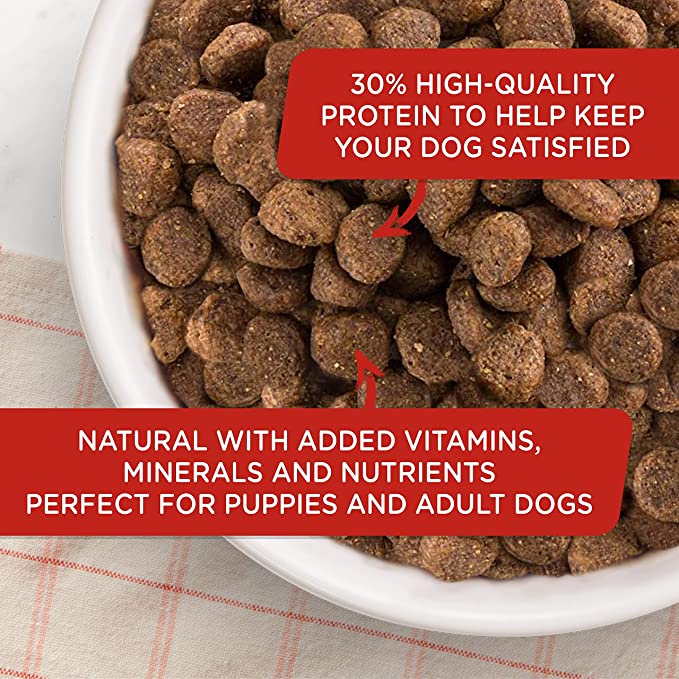 30% HIGH-QUALITY
PROTEIN TO HELP KEEP
YOUR DOG SATISFIED
NATURAL WITH ADDED VITAMINS,
MINERALS AND NUTRIENTS
PERFECT FOR PUPPIES AND ADULT DOGS